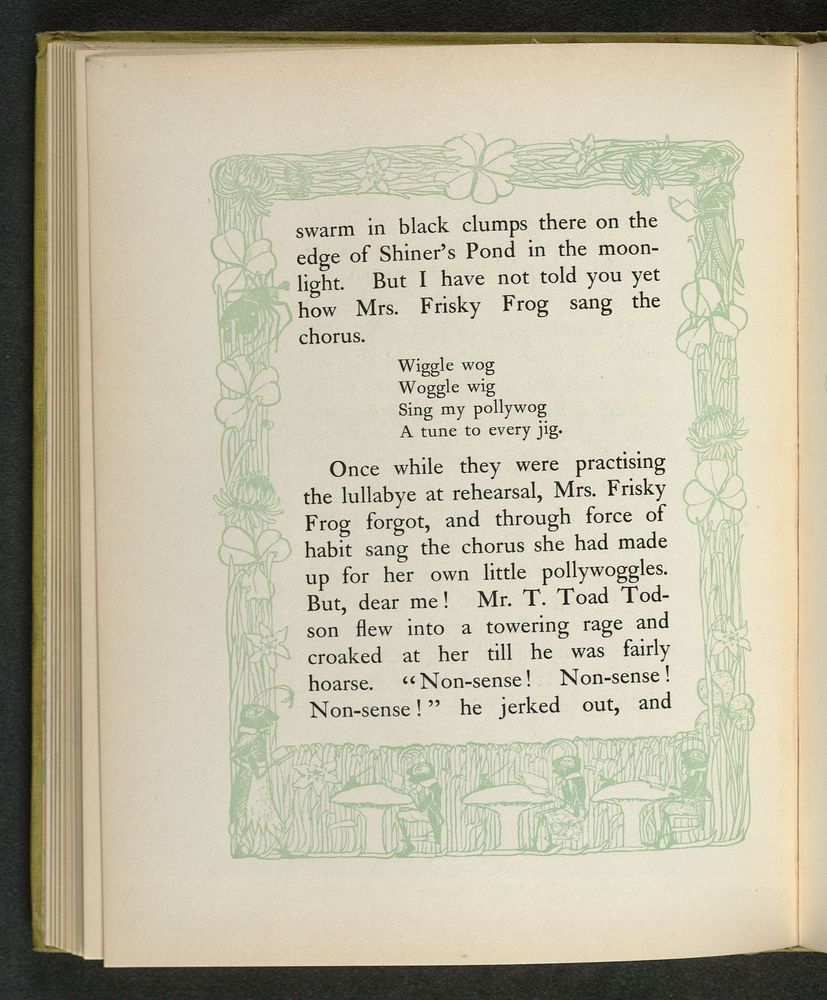 swarm in black clumps there on the
edge of Shiner's Pond in the moon-
light. But I have not told you yet
how Mrs. Frisky Frog sang the
chorus.
Wiggle wog
Woggle wig
Sing my pollywog
A tune to every jig.
Once while they were practising
the lullabye at rehearsal, Mrs. Frisky
Frog forgot, and through force of
habit sang the chorus she had made
up for her own little pollywoggles.
But, dear me! Mr. T. Toad Tod-
son flew into a towering rage and
croaked at her till he was fairly
hoarse. “Non-sense! Non-sense!
Non-sense!” he jerked out, and